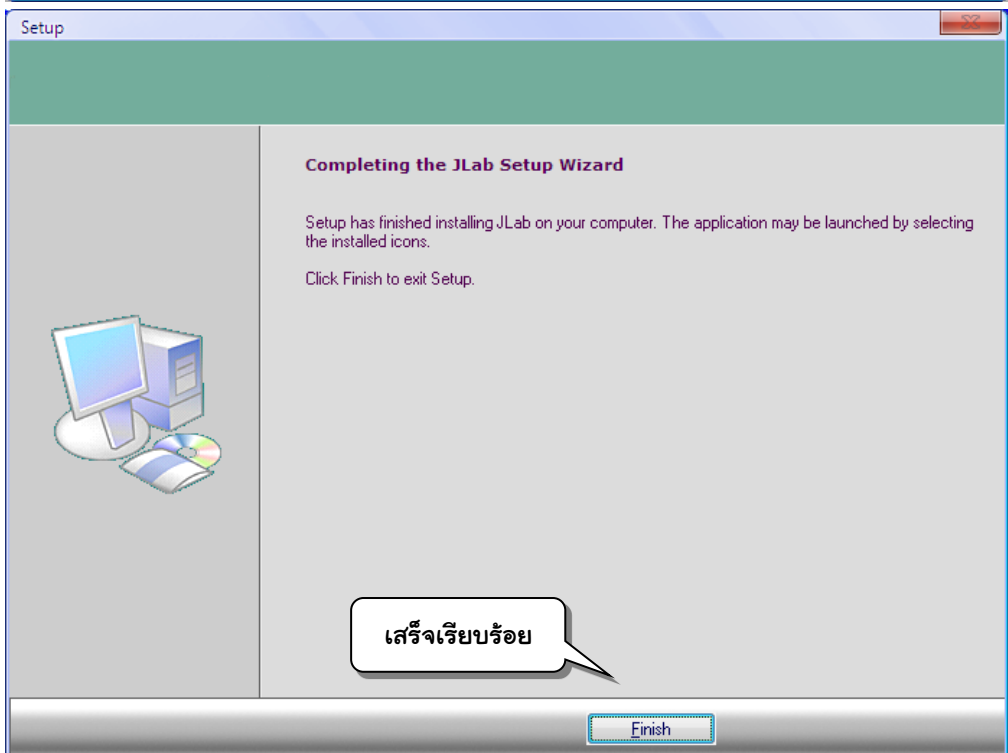 Setup
Completing the JLab Setup Wizard
Setup has finished installing JLab on your computer. The application may be launched by selecting
the installed icons.
Click Finish to exit Setup.
เสร็จเรียบร้อย
Finish